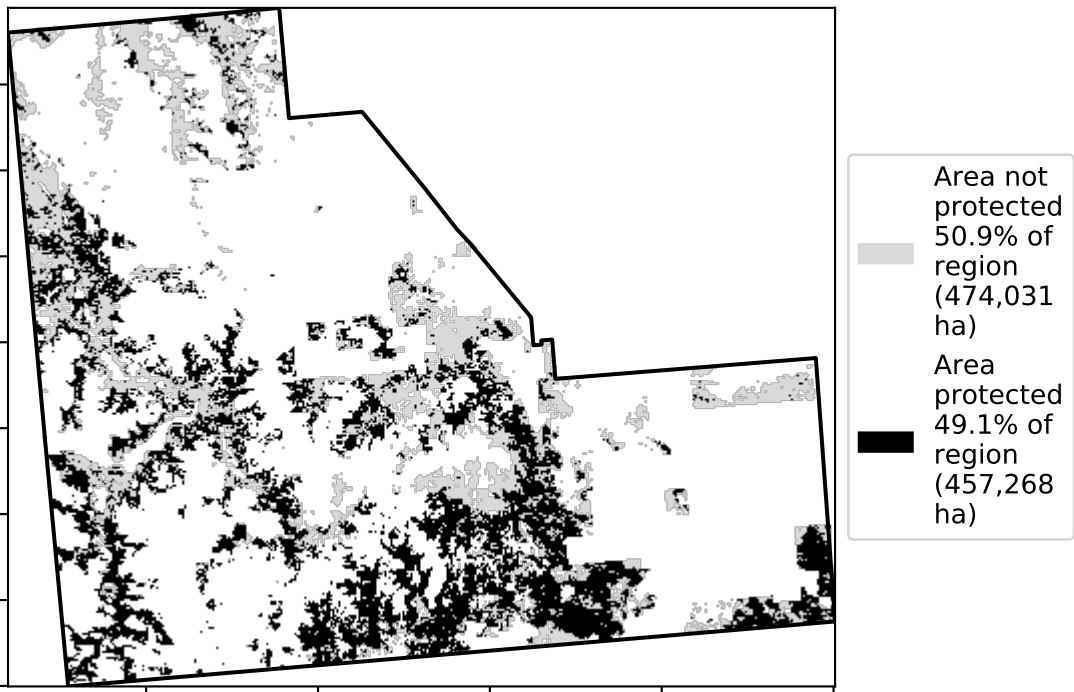 Area not
protected
50.9% of
region
(474,031
ha)
Area
protected
49.1% of
region
(457,268
ha)